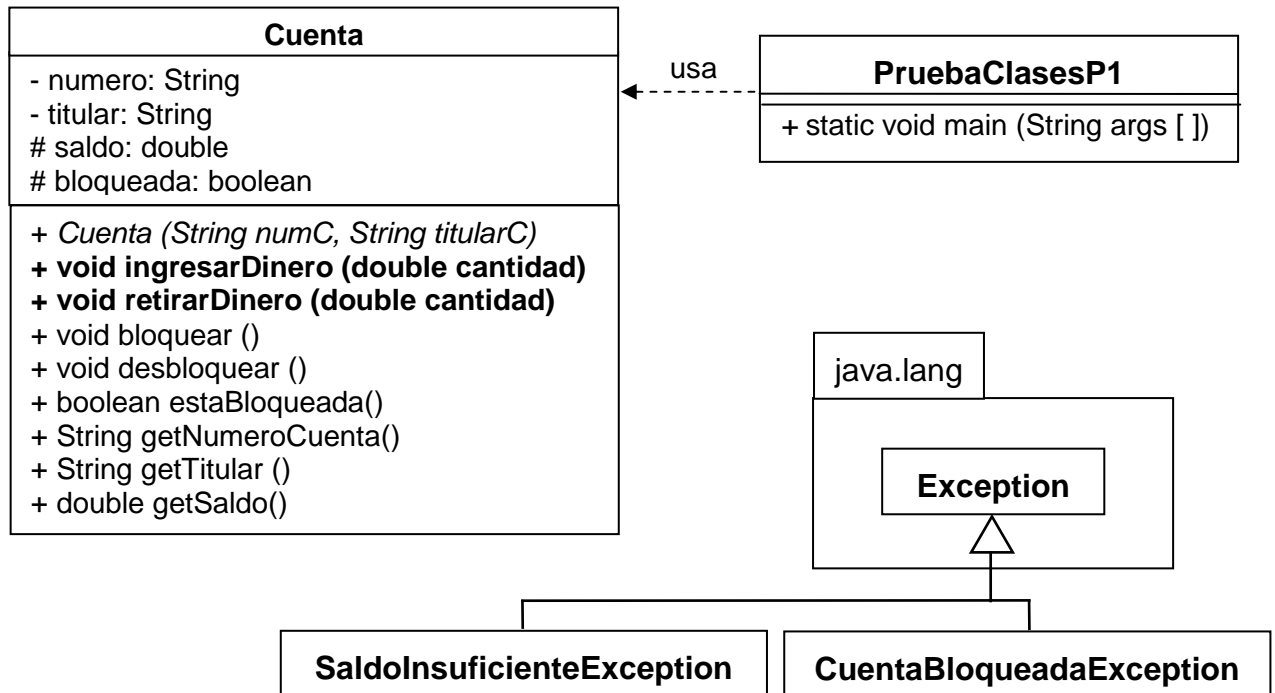 Cuenta
- numero: String
- titular: String
# saldo: double
# bloqueada: boolean
+ Cuenta (String numC, String titularC)
+ void ingresarDinero (double cantidad)
+ void retirarDinero (double cantidad)
+ void bloquear ()
+ void desbloquear ()
+ boolean estaBloqueada()
+ String getNumeroCuenta()
+ String getTitular ()
+ double getSaldo()
usa
PruebaClasesP1
+ static void main (String args [ ])
java.lang
Exception
SaldoInsuficienteException
CuentaBloqueadaException